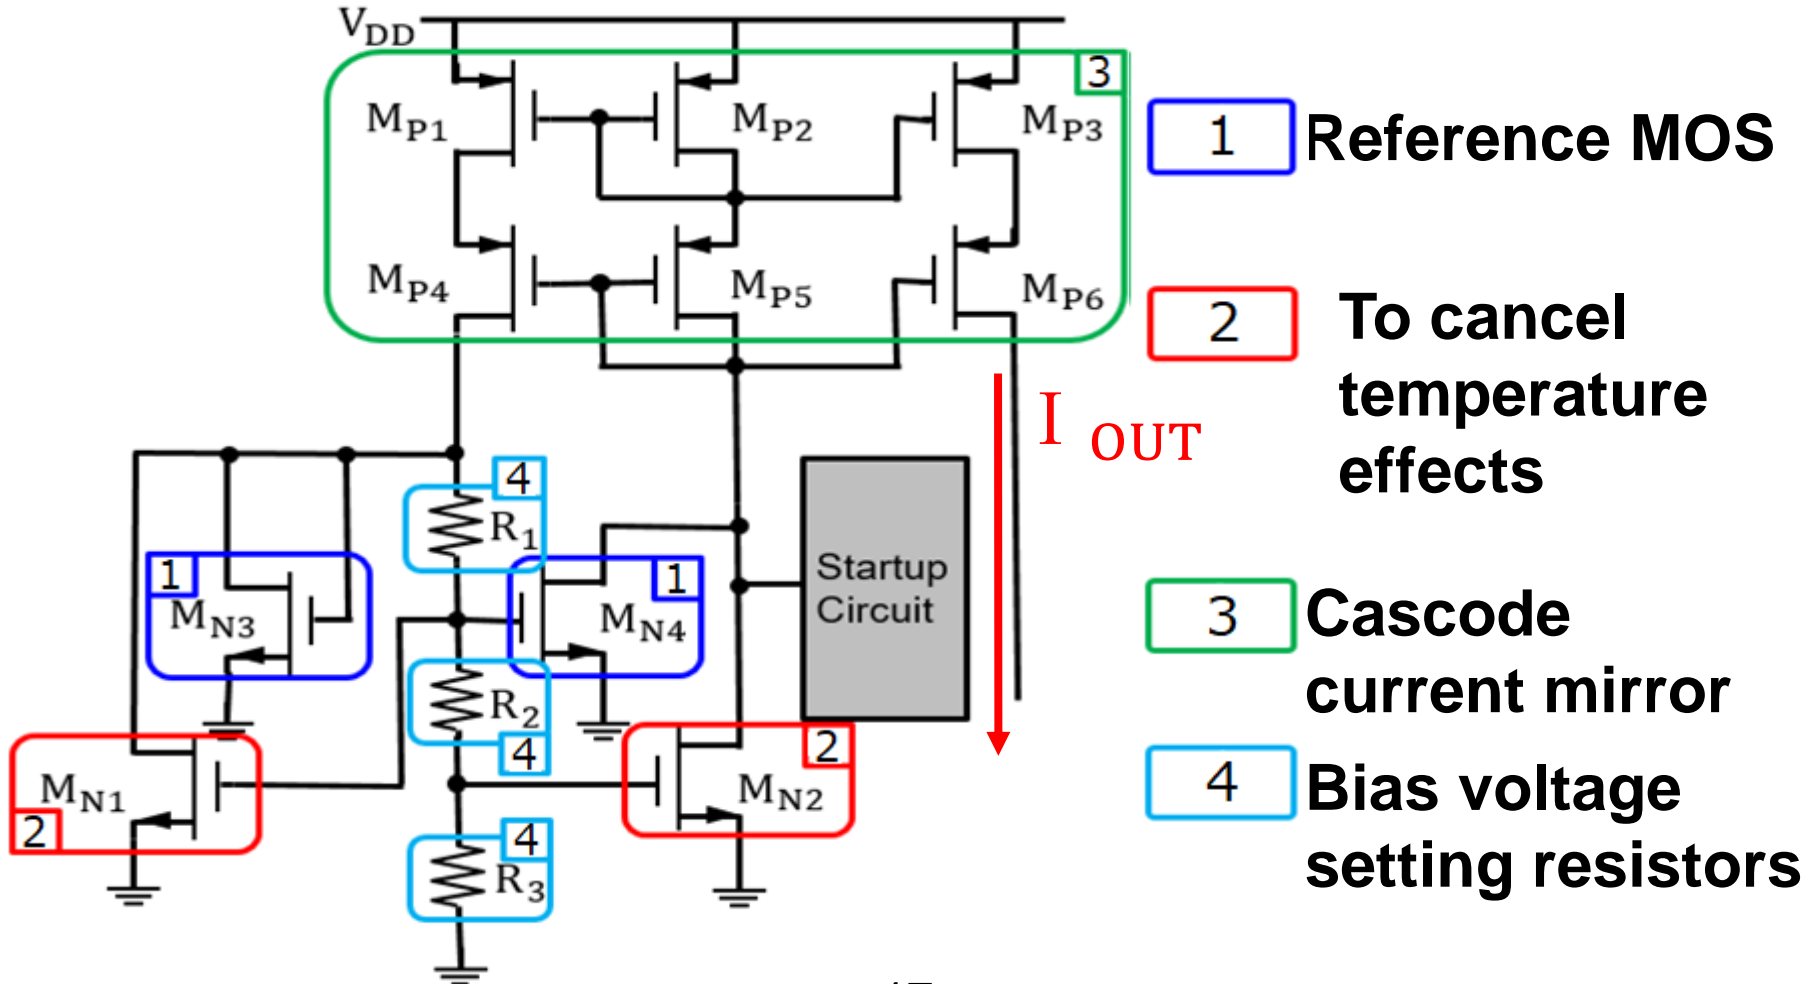 VDD
3
MP1
MP2
MP3
MP4
MP5
MP6
I OUT
4
R1
1
MN3
1
MN4
Startup
Circuit
R2
4
2
MN1
2
MN2
4
R3
1 Reference MOS
2 To cancel
temperature
effects
3 Cascode
current mirror
4 Bias voltage
setting resistors